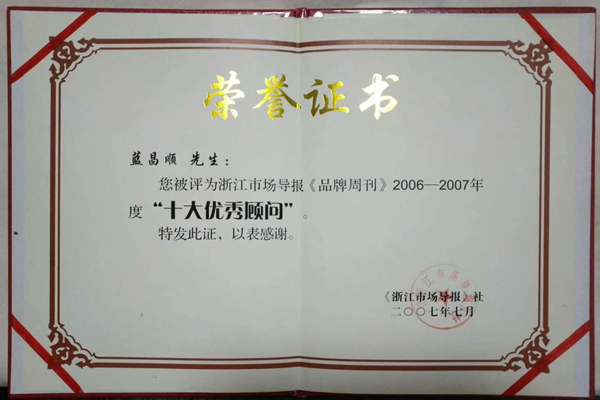 荣誉证书
蓝昌顺 先生：
您被评为浙江市场导报《品牌周刊》2006—2007年
度“十大优秀顾问”。
特发此证，以表感谢。
《浙江市场导报》社
二〇〇七年七月